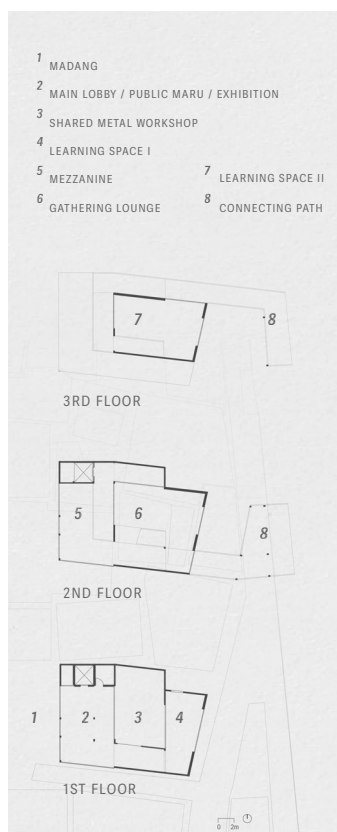 1 MADANG
2 MAIN LOBBY / PUBLIC MARU / EXHIBITION
3 SHARED METAL WORKSHOP
4 LEARNING SPACE I
5 MEZZANINE
7 LEARNING SPACE II
6 GATHERING LOUNGE
8 CONNECTING PATH
7
8
3RD FLOOR
5
6
8
2ND FLOOR
1
2
3
4
1ST FLOOR
0 2m